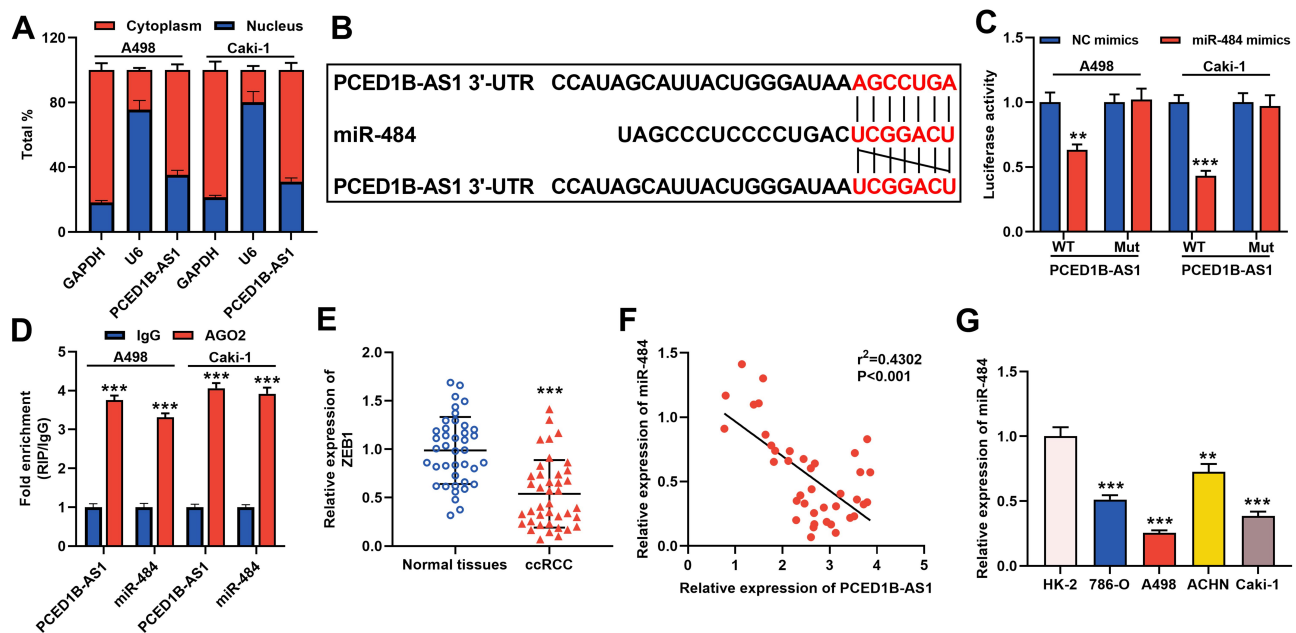 A
Cytoplasm Nucleus
A498 Caki-1
Total %
120
80
40
0
GAPDH U6 PCED1B-AS1 GAPDH U6 PCED1B-AS1
B
PCED1B-AS1 3'-UTR CCAUAGCAUUACUGGGAUAAAGCCUGA
miR-484 UAGCCCUCCCCUGACUCGGACU
PCED1B-AS1 3'-UTR CCAUAGCAUUACUGGGAUAAUCGGACU
C
NC mimics miR-484 mimics
A498 Caki-1
Luciferase activity
1.5
1.0
0.5
0.0
** ***
WT Mut WT Mut
PCED1B-AS1 PCED1B-AS1
D
IgG AGO2
A498 Caki-1
Fold enrichment
(RIP/IgG)
5
4
3
2
1
0
*** *** *** ***
PCED1B-AS1 miR-484 PCED1B-AS1 miR-484
E
Relative expression of
ZEB1
2.0
1.5
1.0
0.5
0.0
***
Normal tissues ccRCC
F
Relative expression of miR-484
1.5
1.0
0.5
0.0
r²=0.4302
P<0.001
0 1 2 3 4 5
Relative expression of PCED1B-AS1
G
Relative expression of miR-484
1.5
1.0
0.5
0.0
*** *** ** ***
HK-2 786-O A498 ACHN Caki-1